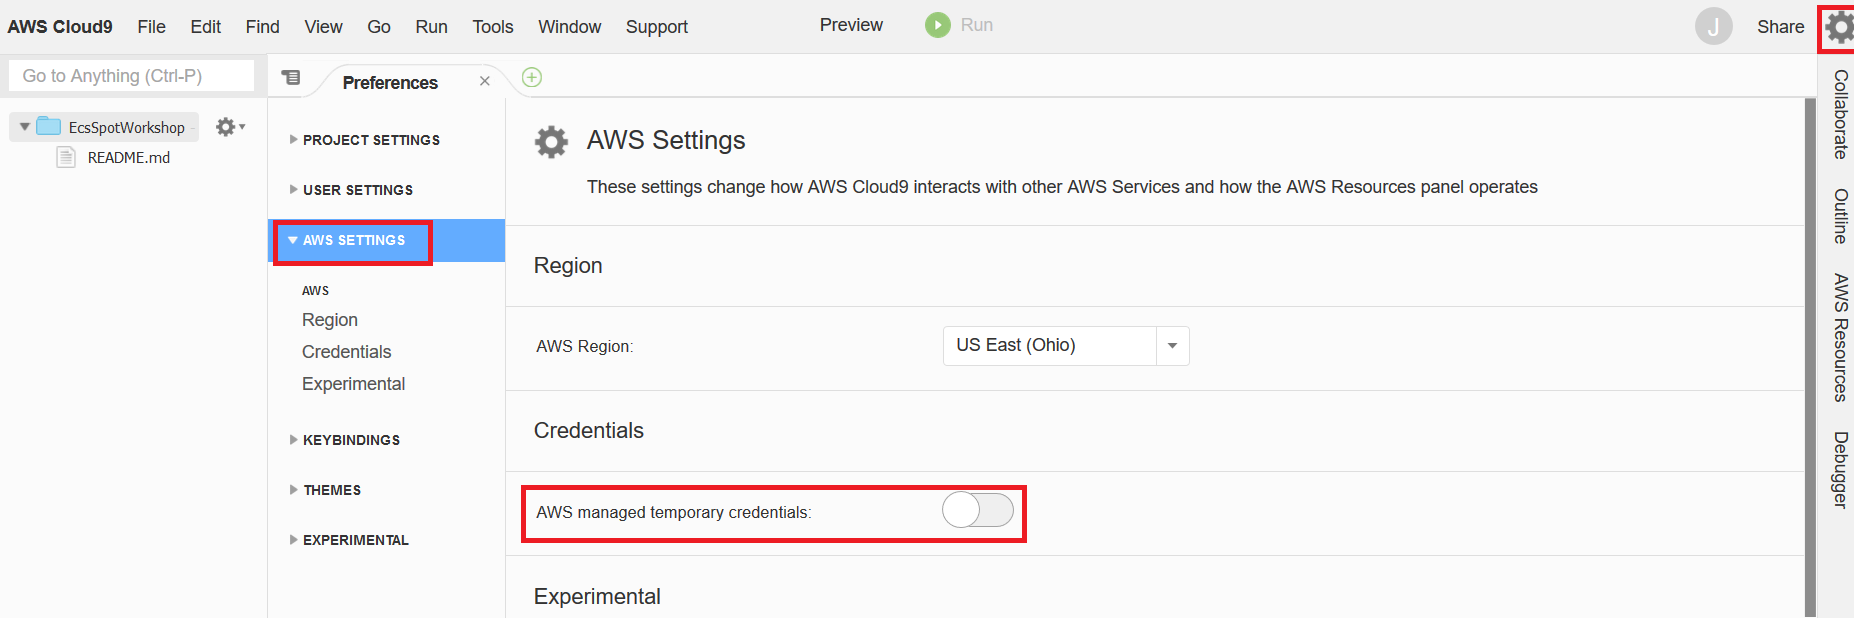 AWS Cloud9 File Edit Find View Go Run Tools Window Support Preview Run J Share
Go to Anything (Ctrl-P)
Preferences
EcsSpotWorkshop
README.md
PROJECT SETTINGS
USER SETTINGS
AWS SETTINGS
AWS
Region
Credentials
Experimental
KEYBINDINGS
THEMES
EXPERIMENTAL
AWS Settings
These settings change how AWS Cloud9 interacts with other AWS Services and how the AWS Resources panel operates
Region
AWS Region: US East (Ohio)
Credentials
AWS managed temporary credentials:
Experimental
Collaborate
Outline
AWS Resources
Debugger